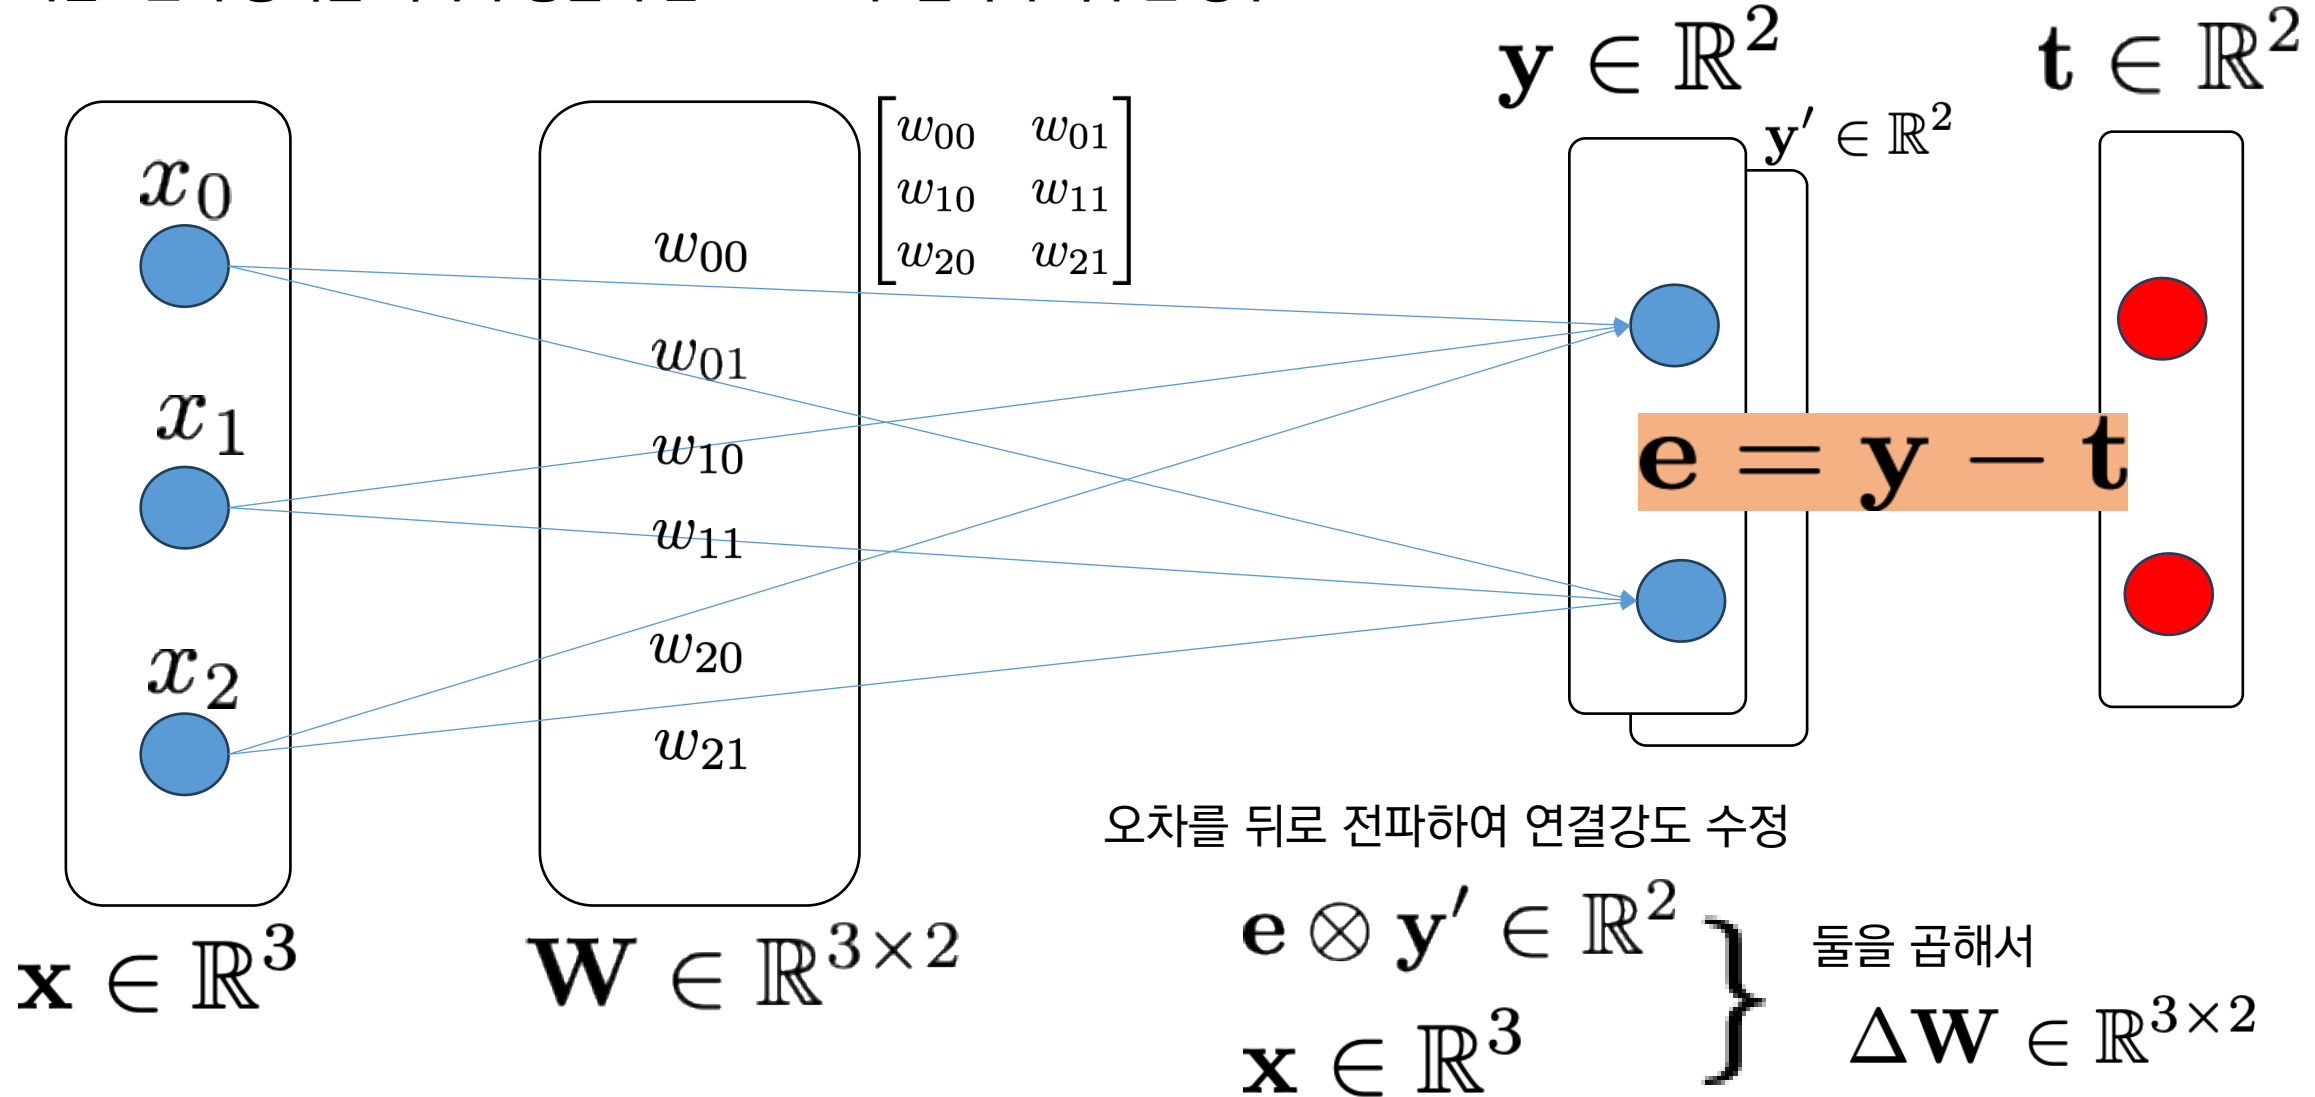 y ∈ ℝ²
t ∈ ℝ²
y′ ∈ ℝ²
x₀
x₁
x₂
w₀₀ w₀₁
w₁₀ w₁₁
w₂₀ w₂₁
w₀₀
w₀₁
w₁₀
w₁₁
w₂₀
w₂₁
e = y − t
x ∈ ℝ³
W ∈ ℝ³ˣ²
오차를 뒤로 전파하여 연결강도 수정
e ⊗ y′ ∈ ℝ²
x ∈ ℝ³
둘을 곱해서
ΔW ∈ ℝ³ˣ²